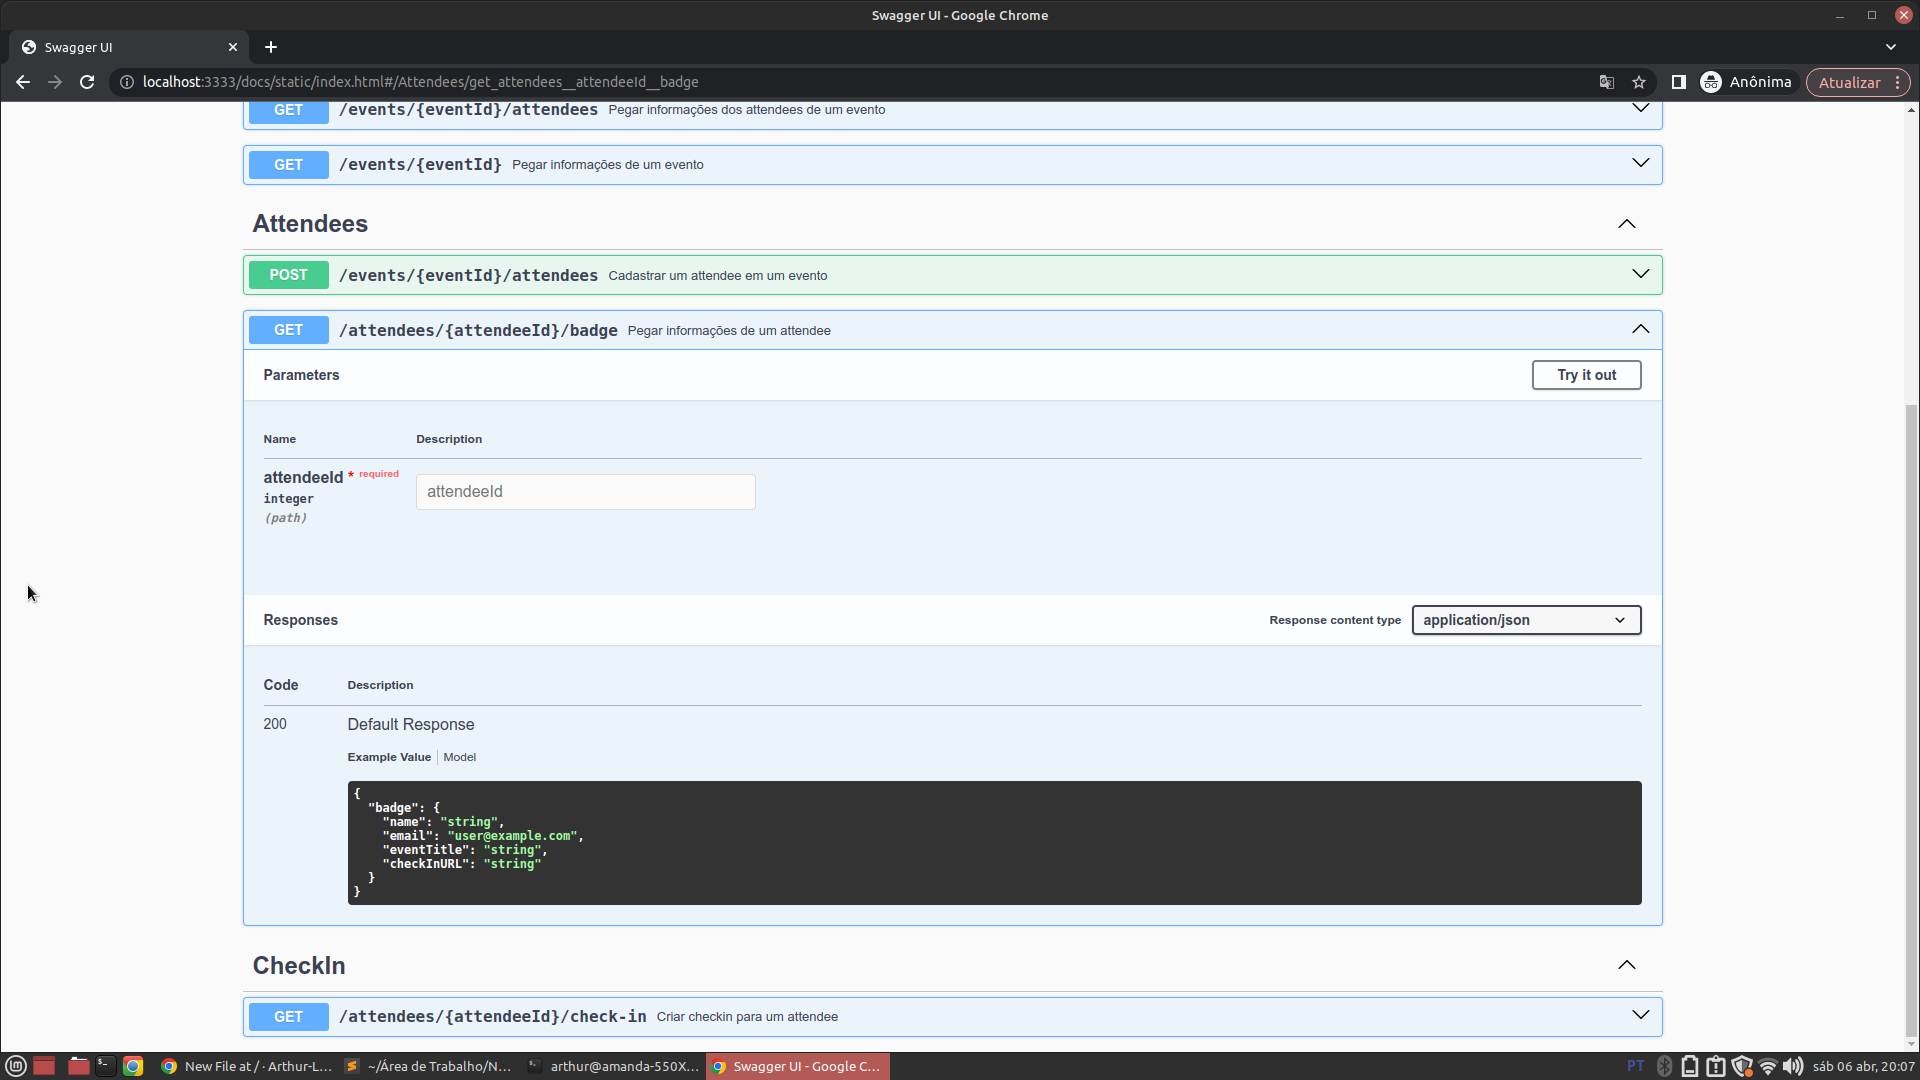 Swagger UI - Google Chrome
Swagger UI
localhost:3333/docs/static/index.html#/Attendees/get_attendees__attendeeId__badge
Anônima
Atualizar
GET /events/{eventId}/attendees Pegar informações dos attendees de um evento
GET /events/{eventId} Pegar informações de um evento
Attendees
POST /events/{eventId}/attendees Cadastrar um attendee em um evento
GET /attendees/{attendeeId}/badge Pegar informações de um attendee
Parameters
Try it out
Name Description
attendeeId * required
integer
(path)
attendeeId
Responses
Response content type
application/json
Code Description
200 Default Response
Example Value Model
{
"badge": {
"name": "string",
"email": "user@example.com",
"eventTitle": "string",
"checkInURL": "string"
}
}
CheckIn
GET /attendees/{attendeeId}/check-in Criar checkin para um attendee
New File at / · Arthur-L...
~/Área de Trabalho/N...
arthur@amanda-550X...
Swagger UI - Google C...
PT
sáb 06 abr, 20:07